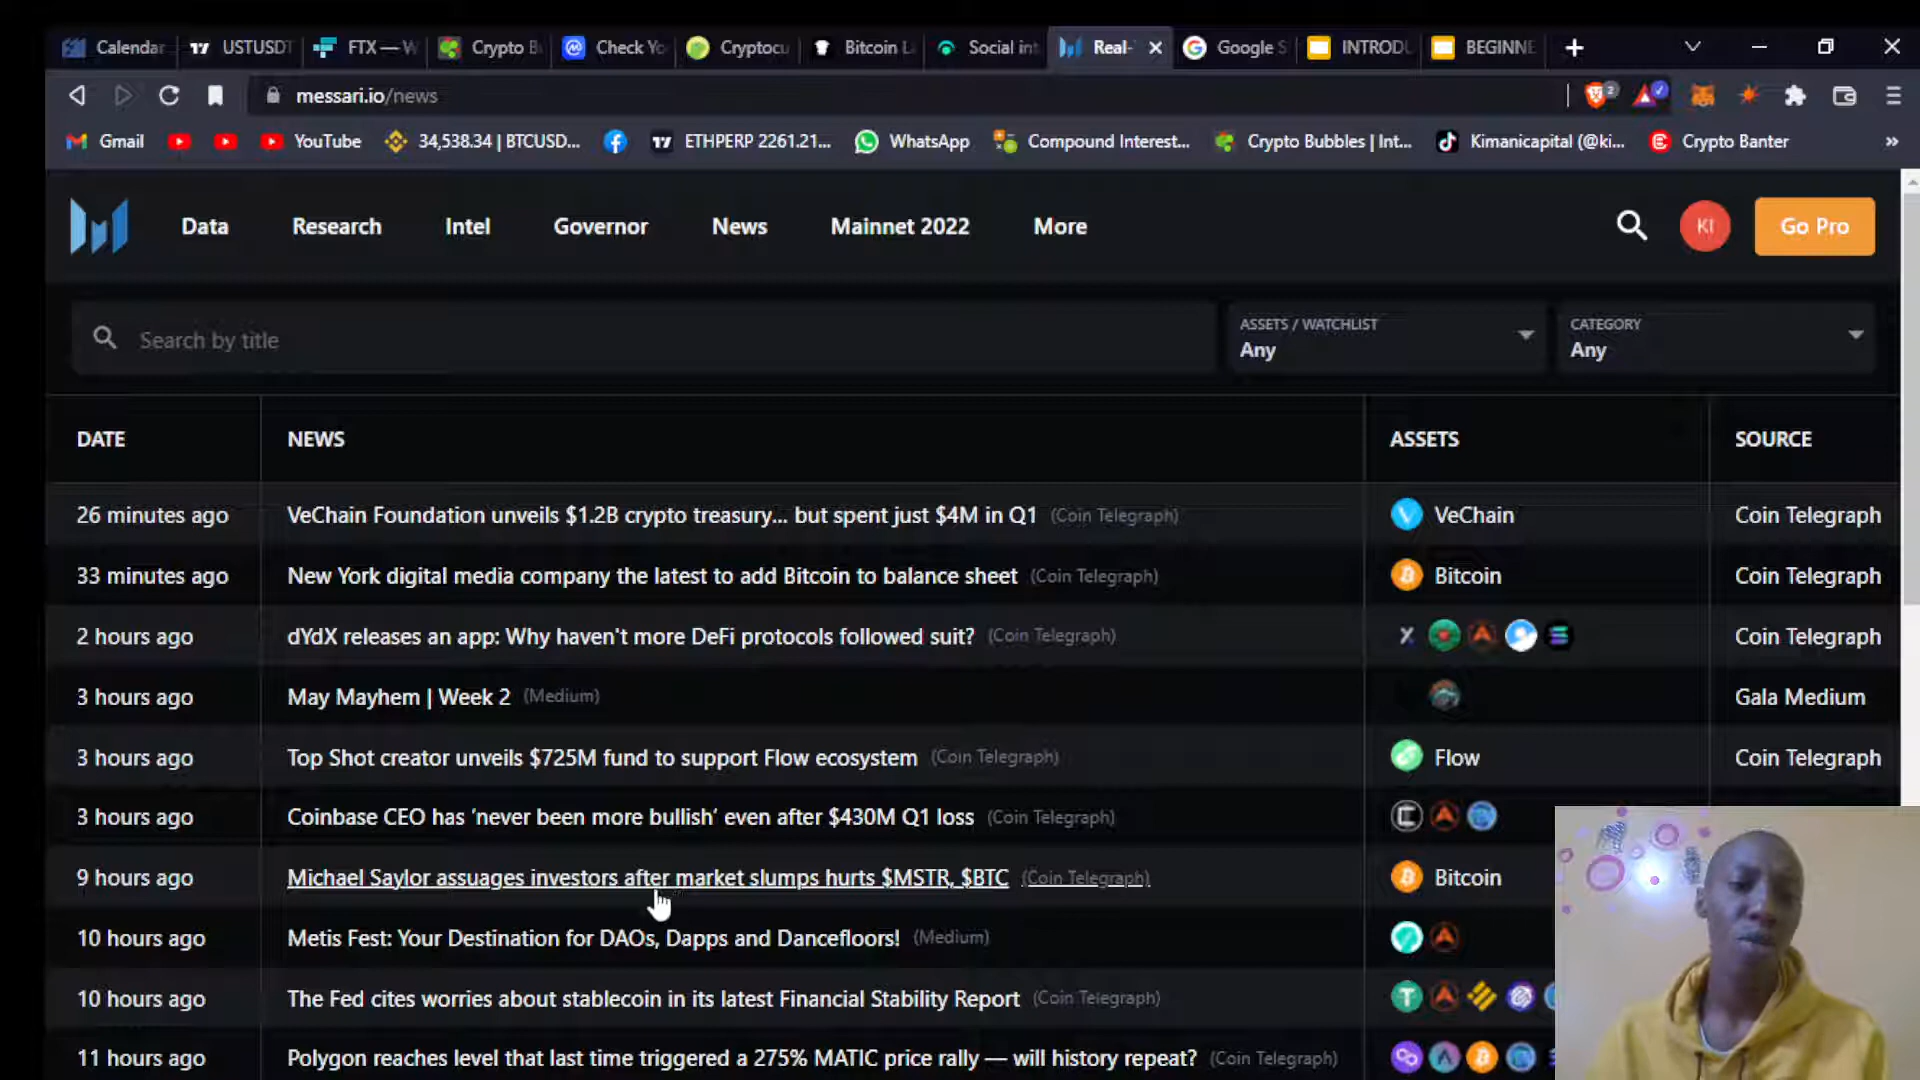 Calendar USTUSDT FTX — W Crypto B Check Yo Cryptocu Bitcoin L Social int Real- Google S INTRODU BEGINNE
messari.io/news 2
Gmail YouTube 34,538.34 | BTCUSD... ETHPERP 2261.21... WhatsApp Compound Interest... Crypto Bubbles | Int... Kimanicapital (@ki... Crypto Banter »
Data Research Intel Governor News Mainnet 2022 More KI Go Pro
Search by title
ASSETS / WATCHLIST
Any
CATEGORY
Any
DATE NEWS ASSETS SOURCE
26 minutes ago VeChain Foundation unveils $1.2B crypto treasury... but spent just $4M in Q1 (Coin Telegraph) VeChain Coin Telegraph
33 minutes ago New York digital media company the latest to add Bitcoin to balance sheet (Coin Telegraph) Bitcoin Coin Telegraph
2 hours ago dYdX releases an app: Why haven't more DeFi protocols followed suit? (Coin Telegraph) Coin Telegraph
3 hours ago May Mayhem | Week 2 (Medium) Gala Medium
3 hours ago Top Shot creator unveils $725M fund to support Flow ecosystem (Coin Telegraph) Flow Coin Telegraph
3 hours ago Coinbase CEO has ‘never been more bullish’ even after $430M Q1 loss (Coin Telegraph)
9 hours ago Michael Saylor assuages investors after market slumps hurts $MSTR, $BTC (Coin Telegraph) Bitcoin
10 hours ago Metis Fest: Your Destination for DAOs, Dapps and Dancefloors! (Medium)
10 hours ago The Fed cites worries about stablecoin in its latest Financial Stability Report (Coin Telegraph)
11 hours ago Polygon reaches level that last time triggered a 275% MATIC price rally — will history repeat? (Coin Telegraph)